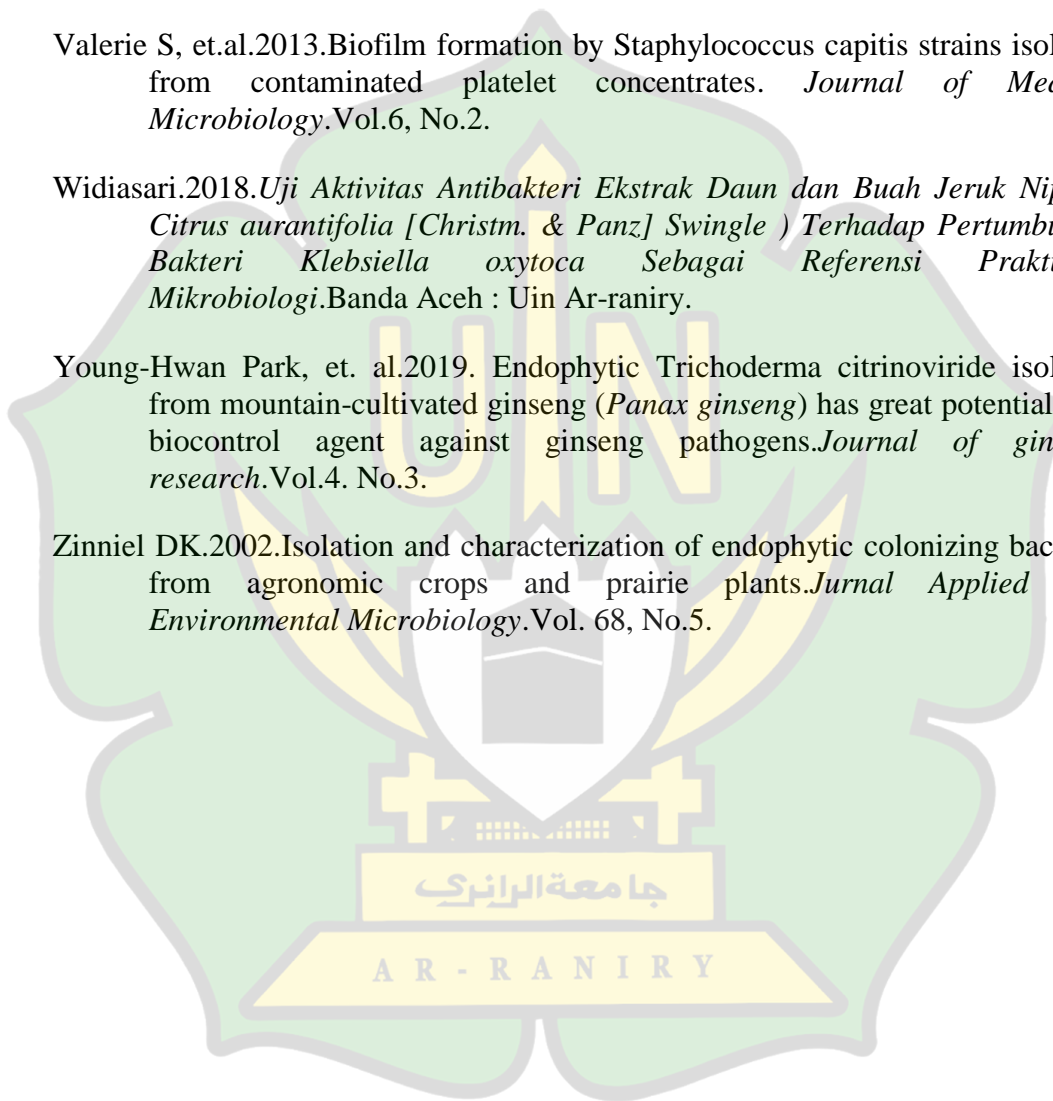 Valerie S, et.al.2013.Biofilm formation by Staphylococcus capitis strains isol
from contaminated platelet concentrates. Journal of Med
Microbiology.Vol.6, No.2.
Widiasari.2018.Uji Aktivitas Antibakteri Ekstrak Daun dan Buah Jeruk Nip
Citrus aurantifolia [Christm. & Panz] Swingle ) Terhadap Pertumbu
Bakteri Klebsiella oxytoca Sebagai Referensi Prakti
Mikrobiologi.Banda Aceh : Uin Ar-raniry.
Young-Hwan Park, et. al.2019. Endophytic Trichoderma citrinoviride isol
from mountain-cultivated ginseng (Panax ginseng) has great potential
biocontrol agent against ginseng pathogens.Journal of gin
research.Vol.4. No.3.
Zinniel DK.2002.Isolation and characterization of endophytic colonizing bac
from agronomic crops and prairie plants.Jurnal Applied
Environmental Microbiology.Vol. 68, No.5.
UIN
جامعة الرانري
AR-RANIRY